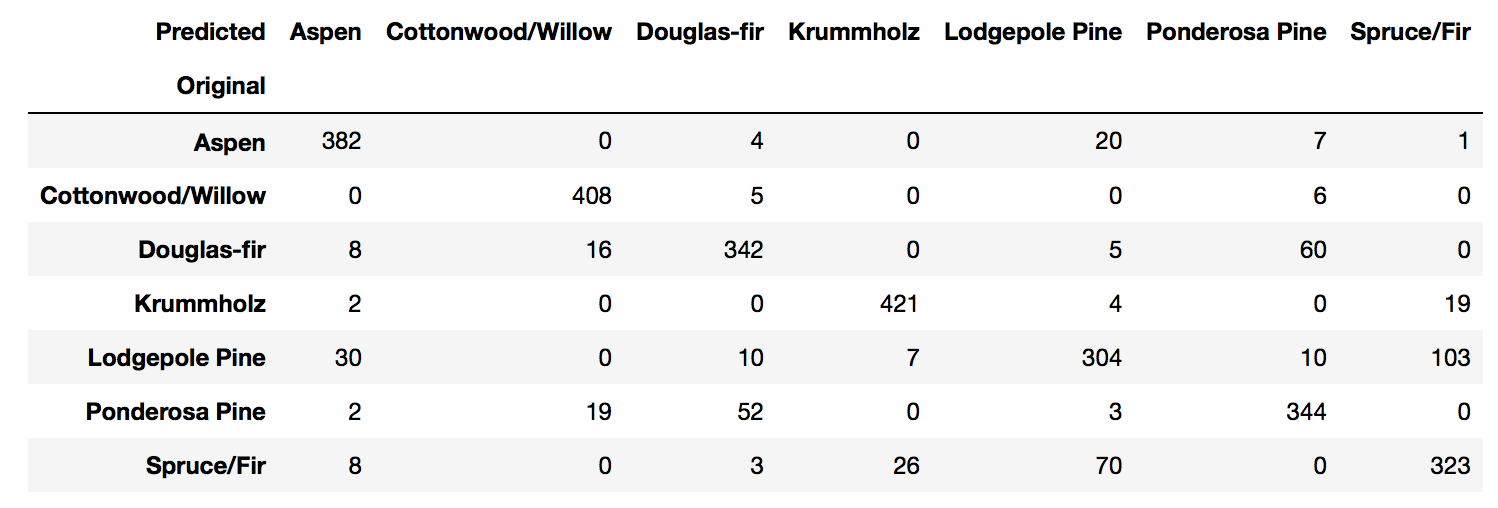 Predicted Aspen Cottonwood/Willow Douglas-fir Krummholz Lodgepole Pine Ponderosa Pine Spruce/Fir
Original
Aspen 382 0 4 0 20 7 1
Cottonwood/Willow 0 408 5 0 0 6 0
Douglas-fir 8 16 342 0 5 60 0
Krummholz 2 0 0 421 4 0 19
Lodgepole Pine 30 0 10 7 304 10 103
Ponderosa Pine 2 19 52 0 3 344 0
Spruce/Fir 8 0 3 26 70 0 323